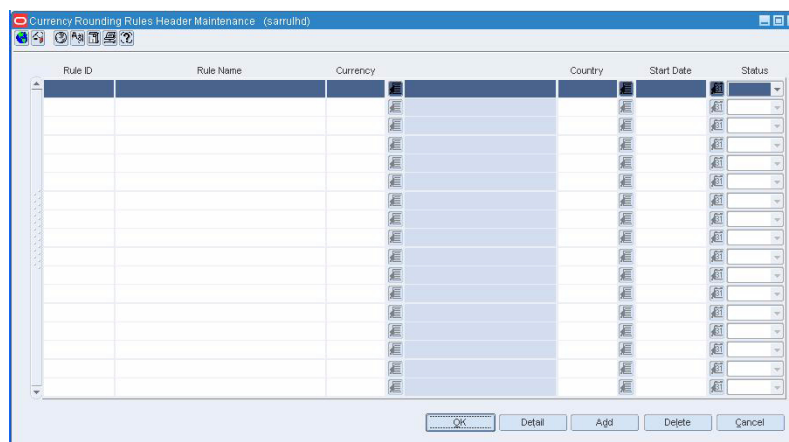 Currency Rounding Rules Header Maintenance (sarrulhd)
Rule ID Rule Name Currency Country Start Date Status
OK Detail Add Delete Cancel